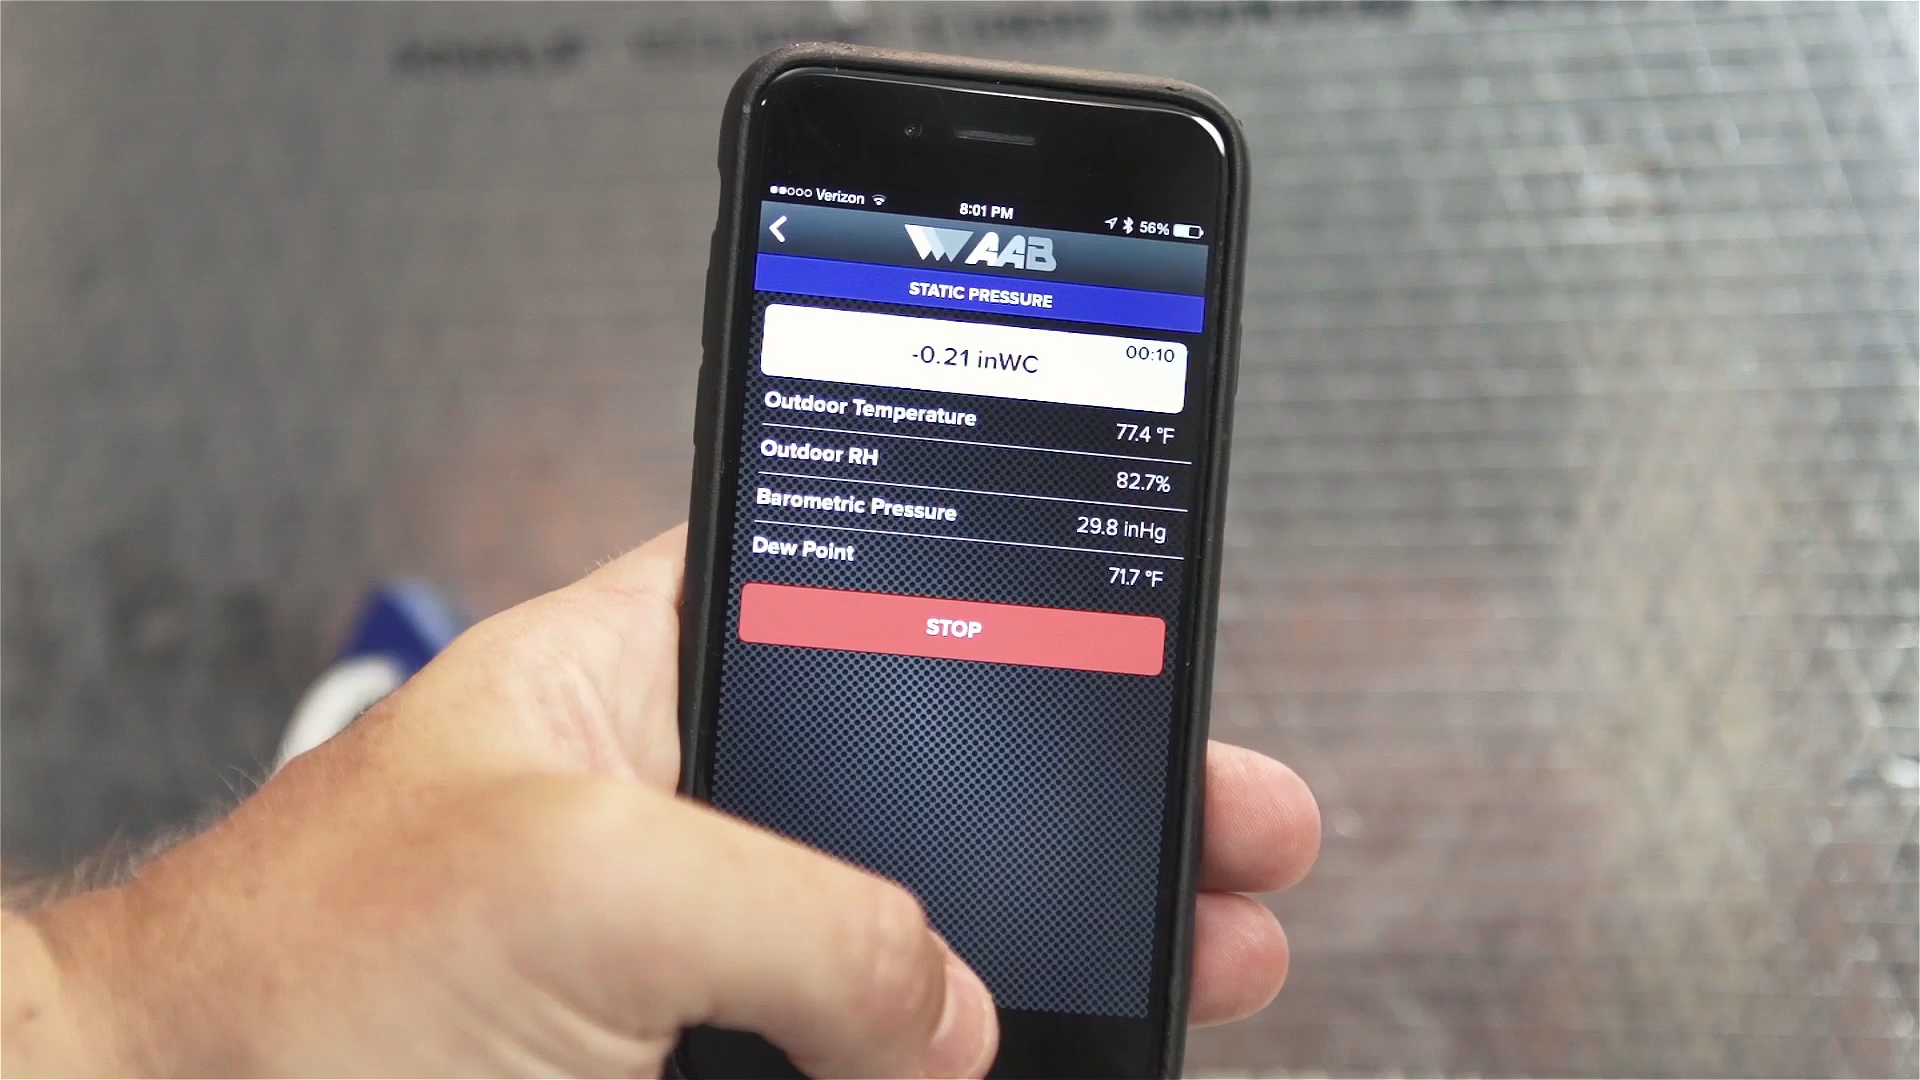 Verizon
8:01 PM
56%
AAB
STATIC PRESSURE
-0.21 inWC
00:10
Outdoor Temperature
77.4 °F
Outdoor RH
82.7%
Barometric Pressure
29.8 inHg
Dew Point
71.7 °F
STOP